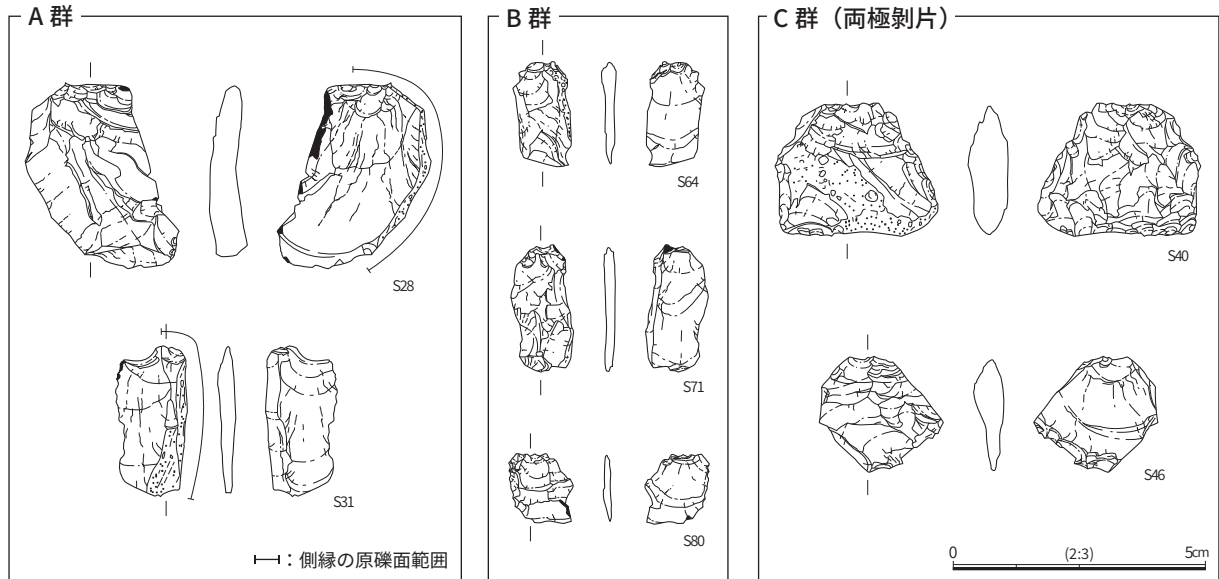 A 群
S28
S31
：側縁の原礫面範囲
B 群
S64
S71
S80
C 群（両極剝片）
S40
S46
0 (2:3) 5cm